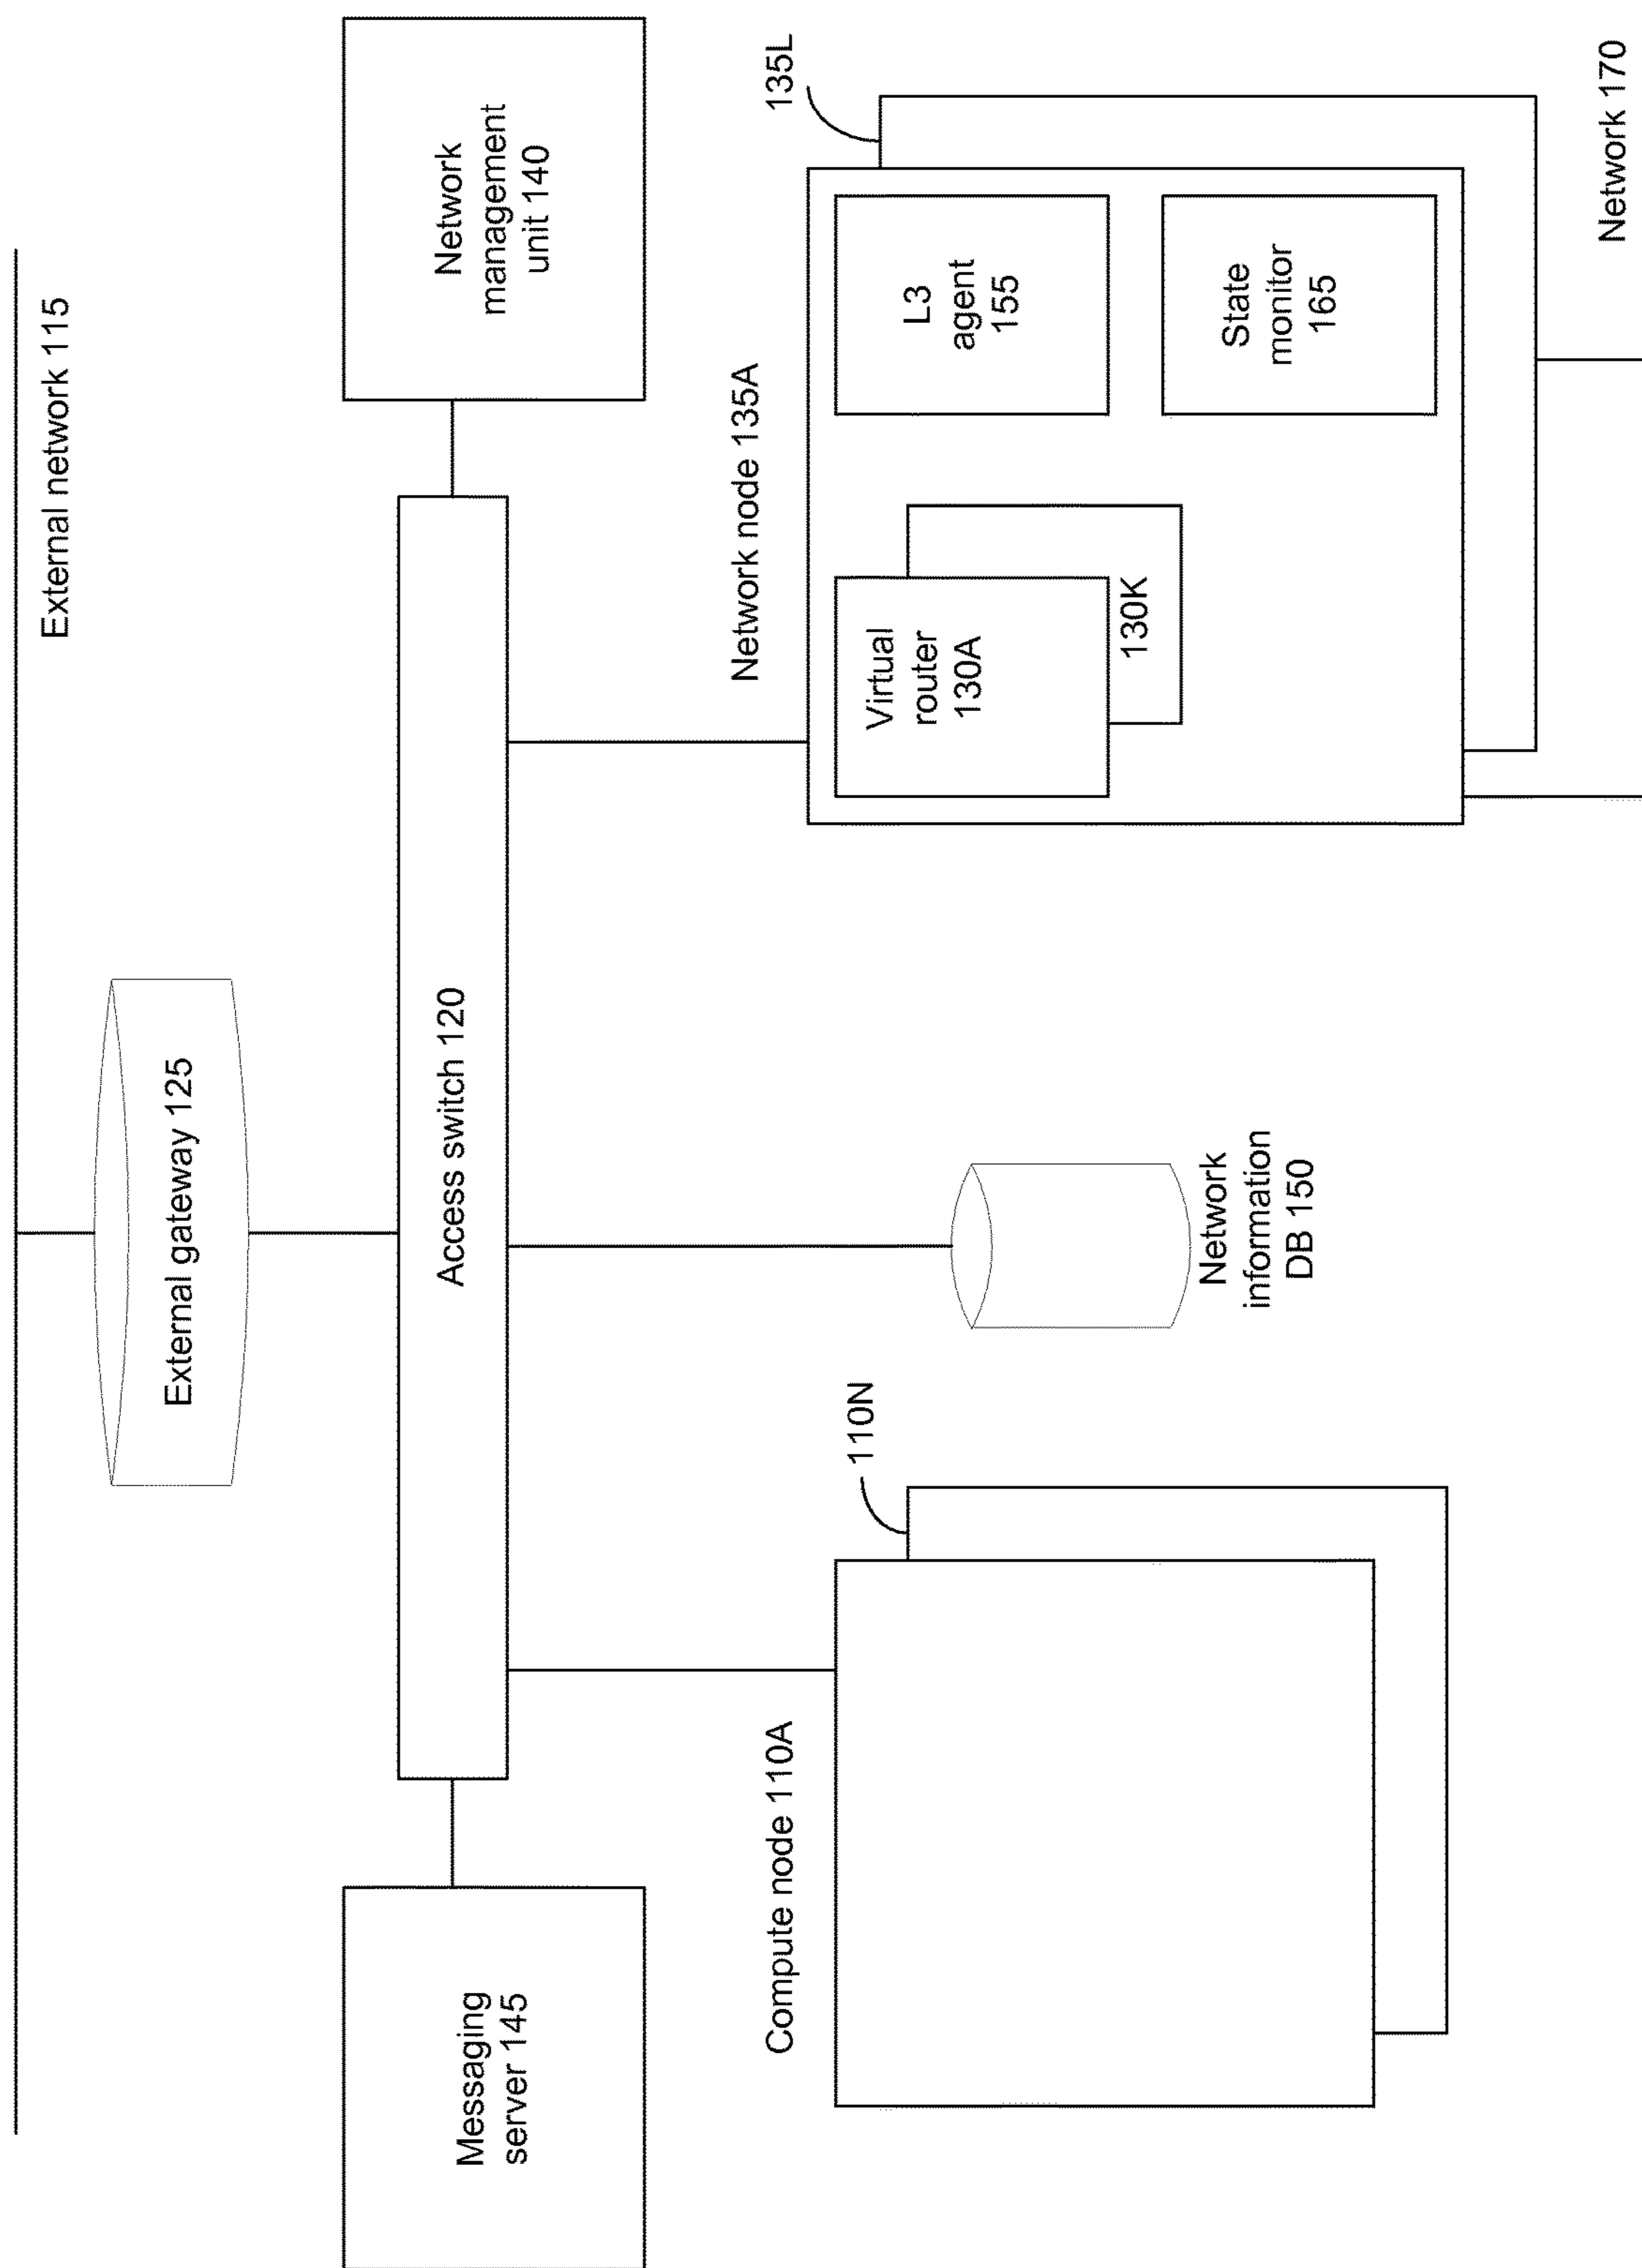 External network 115
External gateway 125
Messaging
server 145
Access switch 120
Network
management
unit 140
Compute node 110A
110N
Network
information
DB 150
Network node 135A
135L
Virtual
router
130A
130K
L3
agent
155
State
monitor
165
Network 170